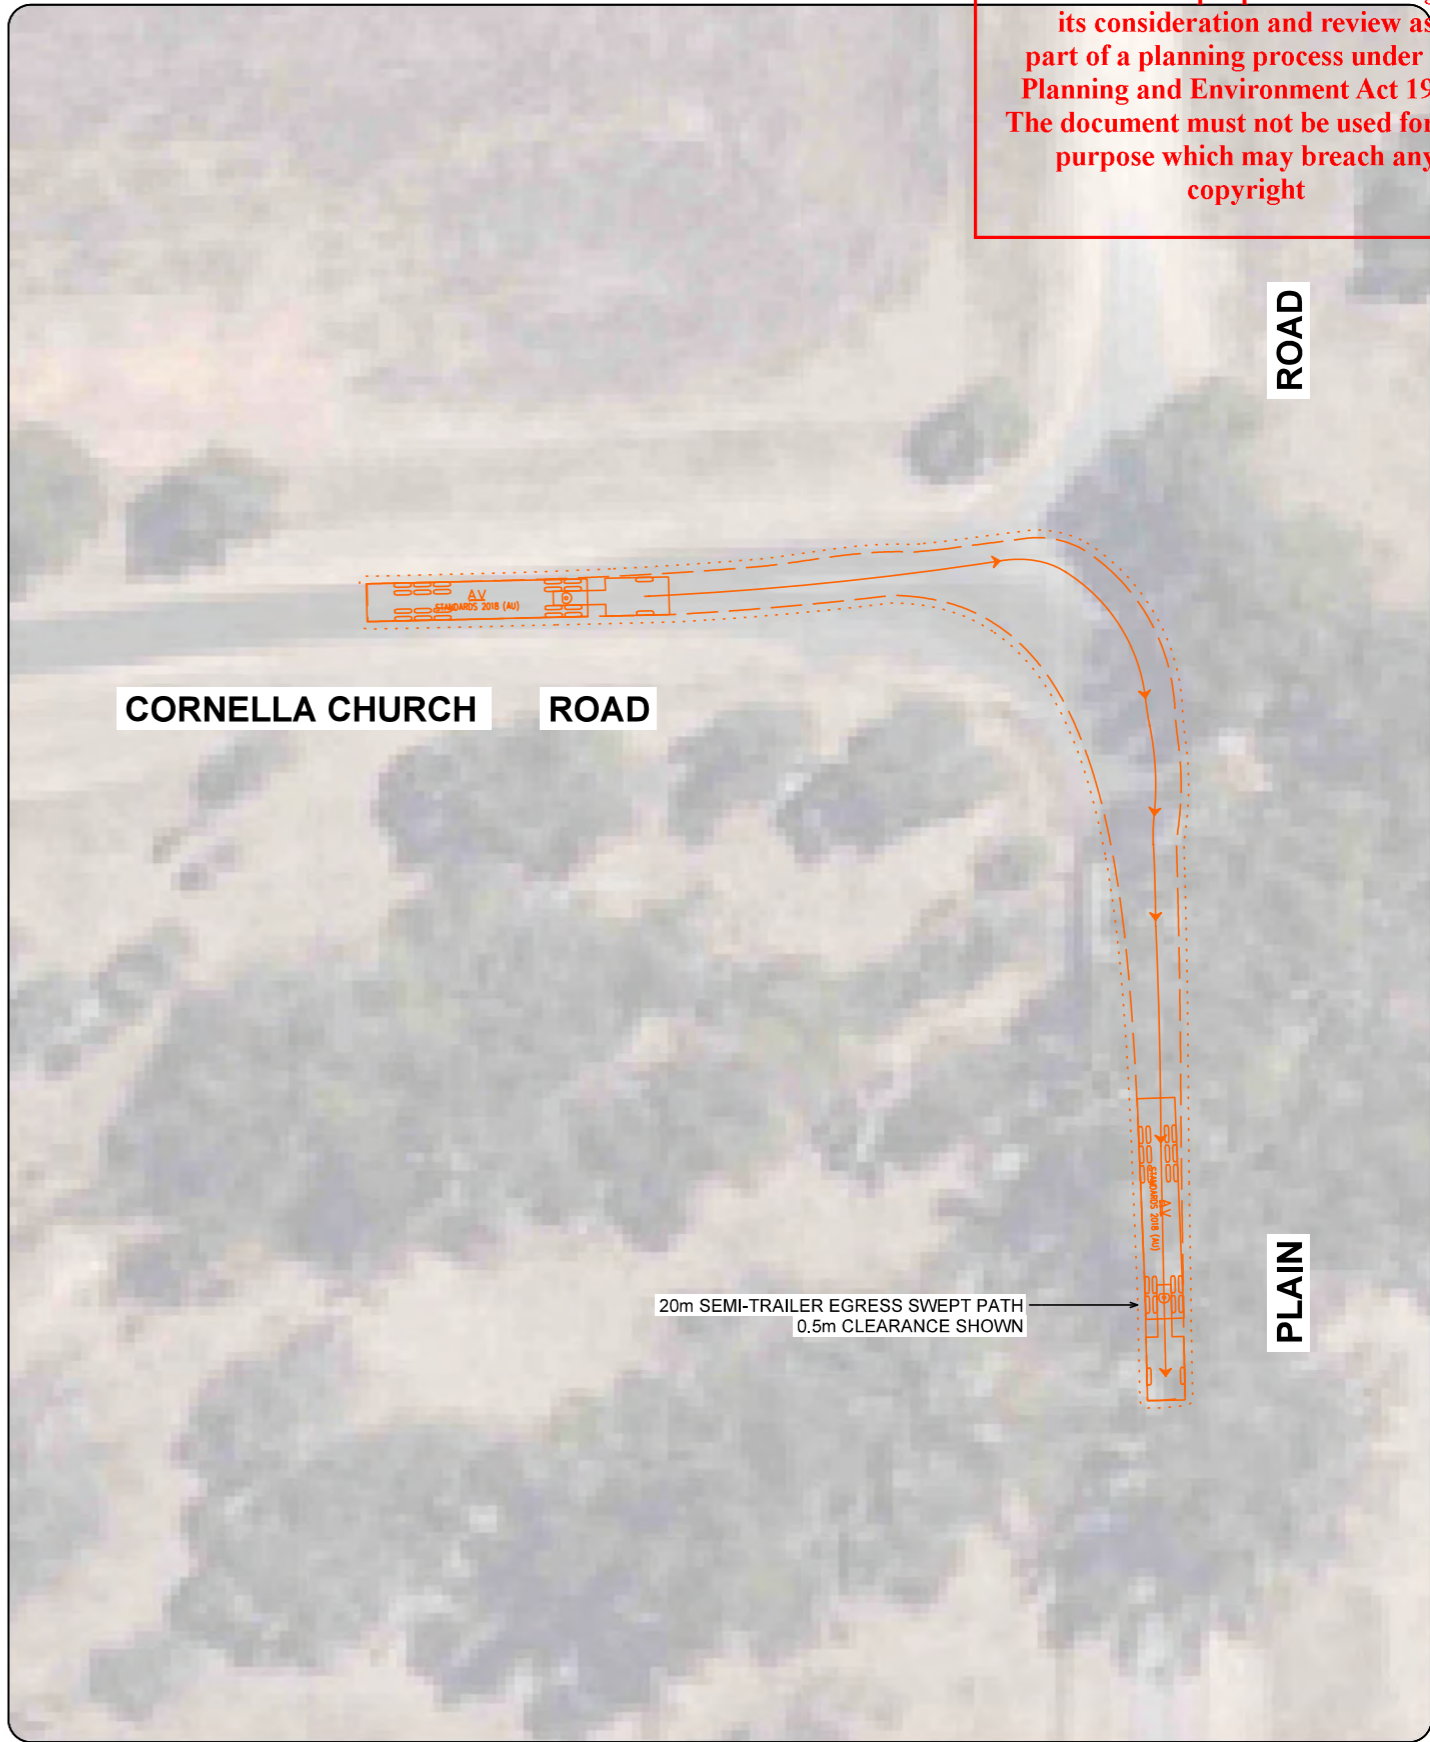 its consideration and review as
part of a planning process under
Planning and Environment Act 19
The document must not be used for
purpose which may breach any
copyright
ROAD
AV
STANDARDS 2018 (AU)
CORNELLA CHURCH ROAD
AV
STANDARDS 2018 (AU)
20m SEMI-TRAILER EGRESS SWEPT PATH
0.5m CLEARANCE SHOWN
PLAIN